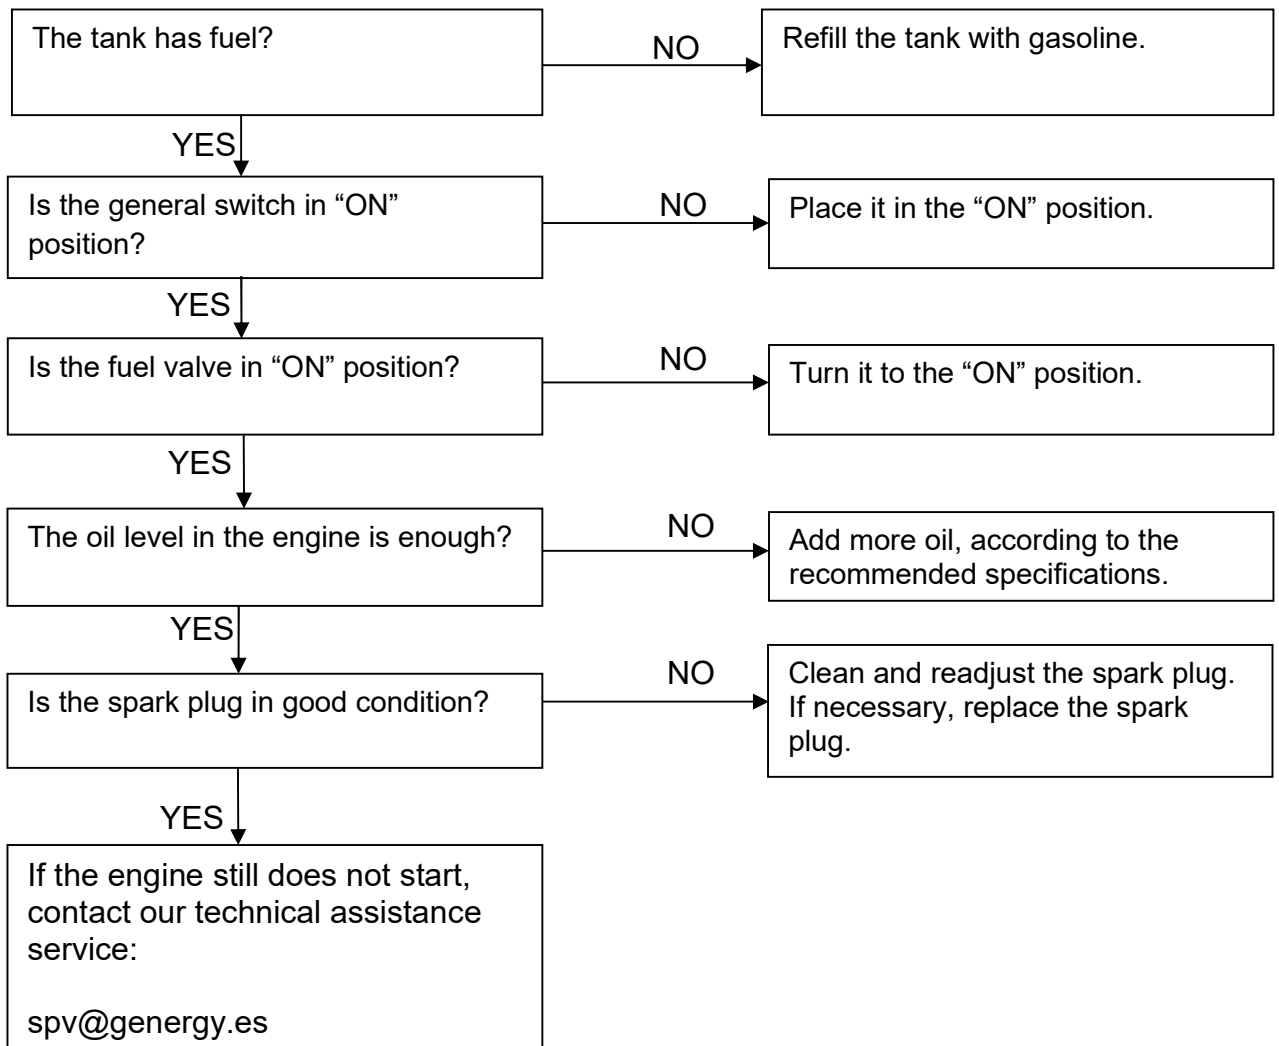 The tank has fuel?
NO
Refill the tank with gasoline.
YES
Is the general switch in “ON”
position?
NO
Place it in the “ON” position.
YES
Is the fuel valve in “ON” position?
NO
Turn it to the “ON” position.
YES
The oil level in the engine is enough?
NO
Add more oil, according to the
recommended specifications.
YES
Is the spark plug in good condition?
NO
Clean and readjust the spark plug.
If necessary, replace the spark
plug.
YES
If the engine still does not start,
contact our technical assistance
service:
spv@genergy.es